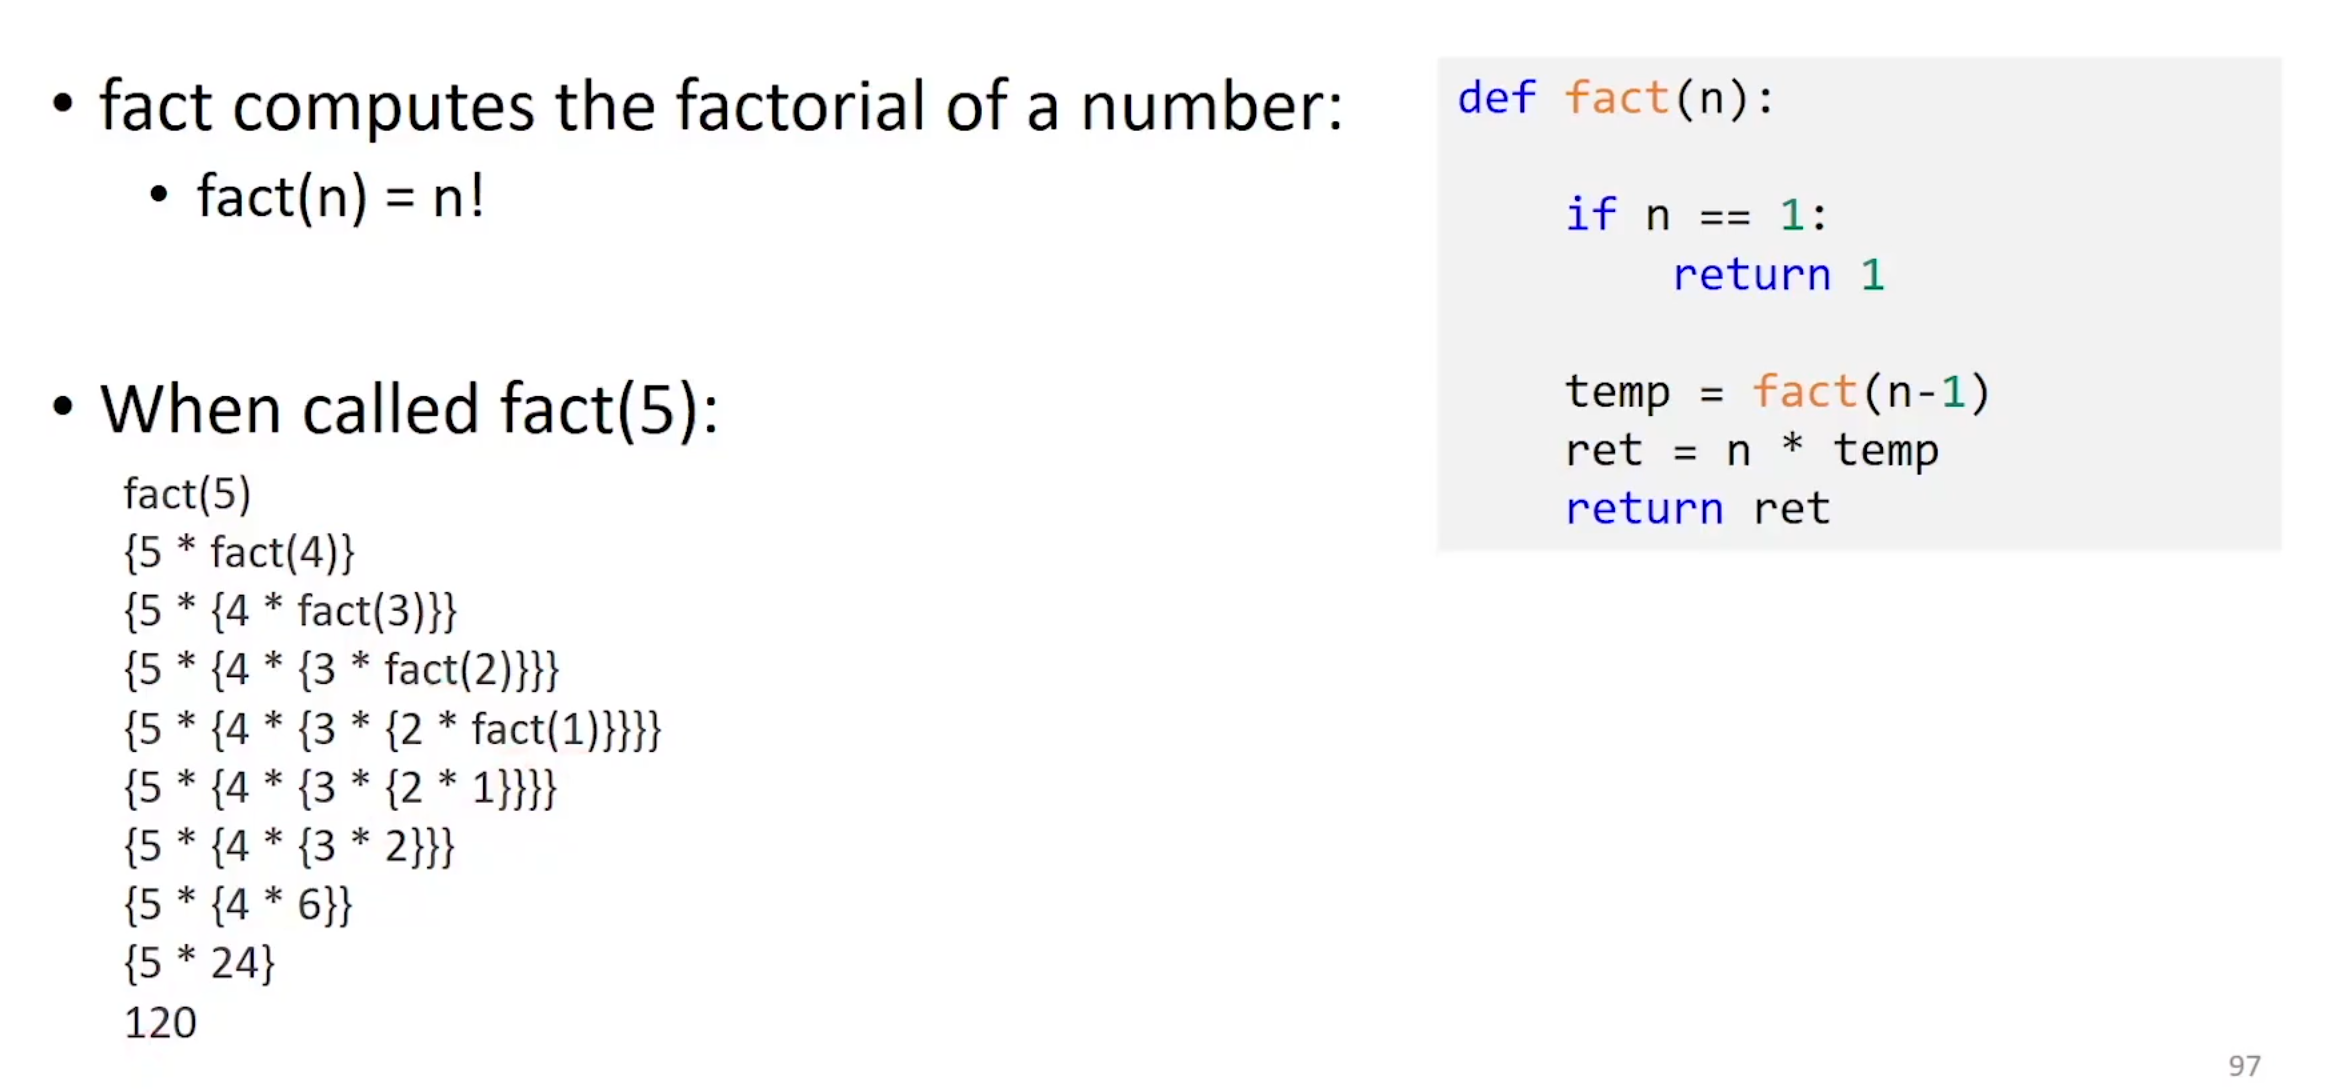 • fact computes the factorial of a number:
• fact(n) = n!
• When called fact(5):
fact(5)
{5 * fact(4)}
{5 * {4 * fact(3)}}
{5 * {4 * {3 * fact(2)}}}
{5 * {4 * {3 * {2 * fact(1)}}}}
{5 * {4 * {3 * {2 * 1}}}}
{5 * {4 * {3 * 2}}}
{5 * {4 * 6}}
{5 * 24}
120
def fact(n):
if n == 1:
return 1
temp = fact(n-1)
ret = n * temp
return ret
97